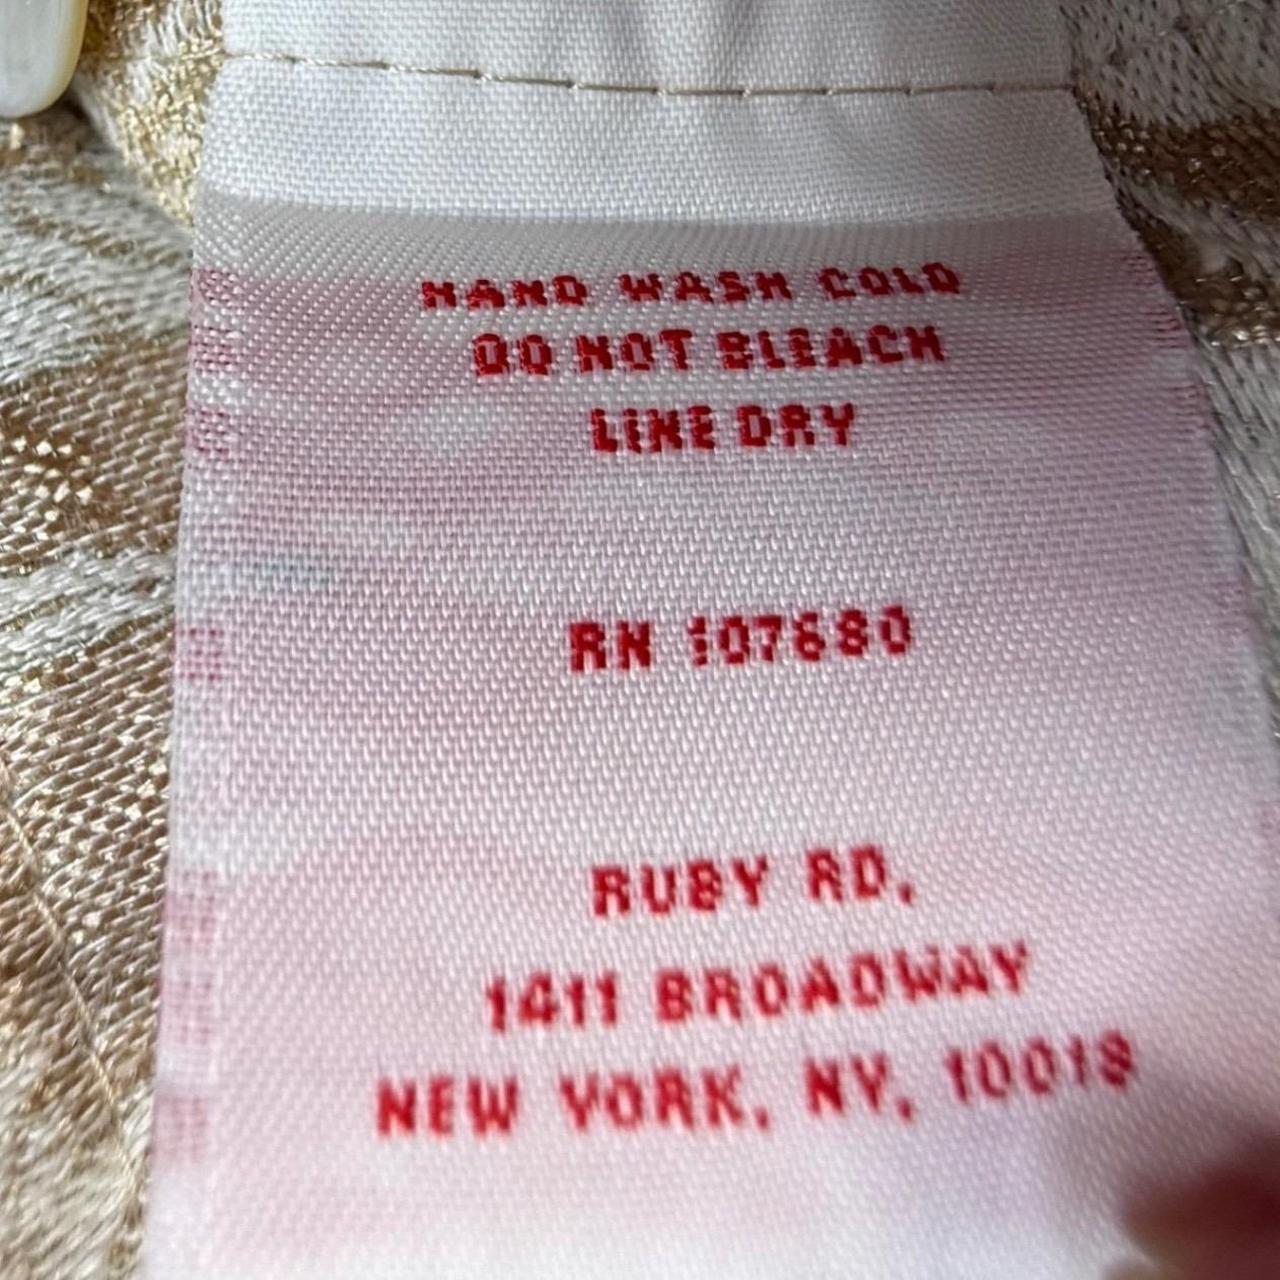 HAND WASH COLD
DO NOT BLEACH
LINE DRY
RN 107680
RUBY RD.
1411 BROADWAY
NEW YORK, NY, 10018